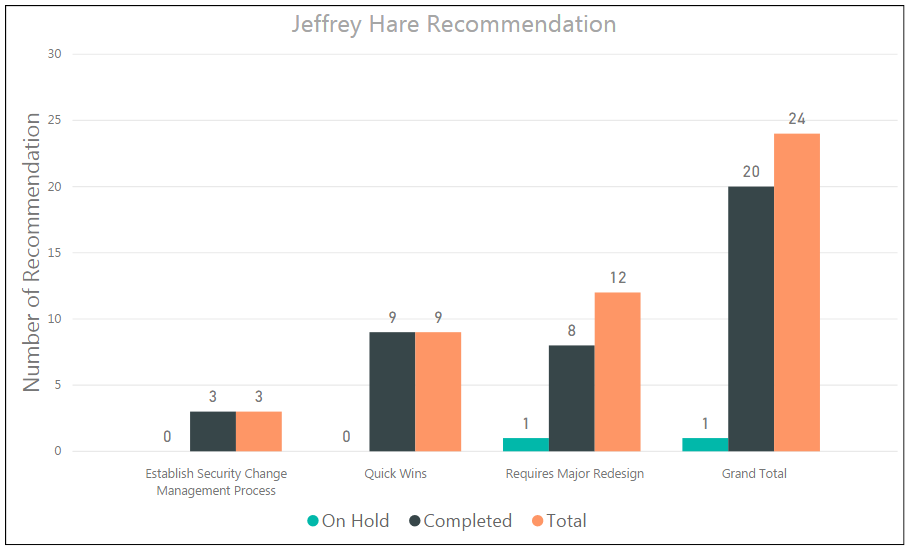 Jeffrey Hare Recommendation
Number of Recommendation
30
25
20
15
10
5
0
0
3
3
0
9
9
1
8
12
1
20
24
Establish Security Change
Management Process
Quick Wins
Requires Major Redesign
Grand Total
On Hold
Completed
Total